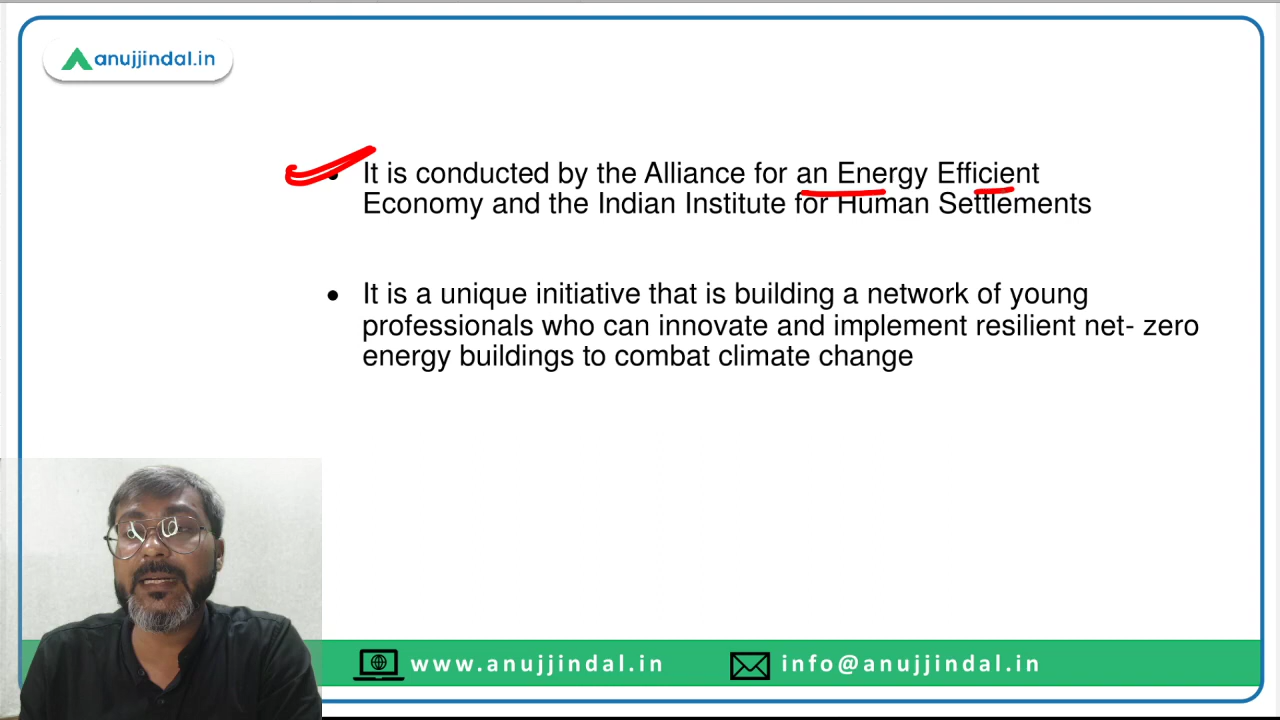 anujjindal.in
It is conducted by the Alliance for an Energy Efficient
Economy and the Indian Institute for Human Settlements
It is a unique initiative that is building a network of young
professionals who can innovate and implement resilient net- zero
energy buildings to combat climate change
www.anujjindal.in
info@anujjindal.in